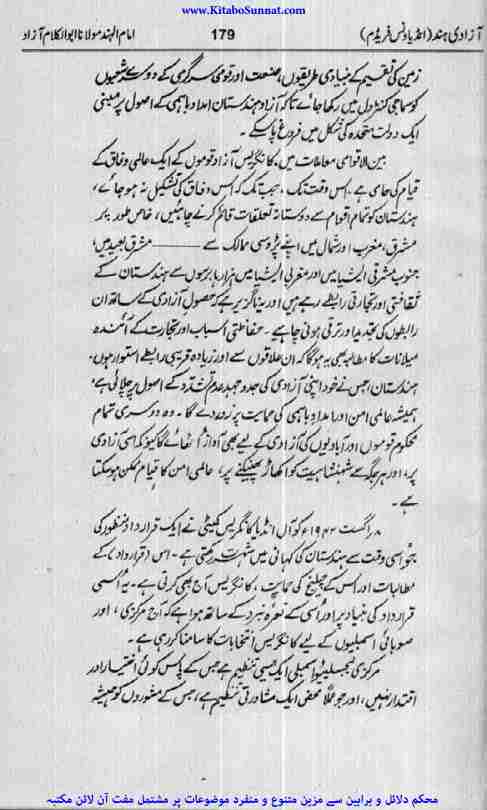 www.KitaboSunnat.com
آزادی ہند (انڈیا ونس فریڈم) 179 امام الہند مولانا ابوالکلام آزاد
زمین کی تقسیم کے بنیادی طریقوں، صنعت اور قومی سرگرمی کے دوسرے شعبوں
کو سماجی کنٹرول میں رکھا جائے تاکہ آزاد ہندستان امداد باہمی کے اصول پر مبنی
ایک دولت متحدہ کی شکل میں فروغ پا سکے۔
بین الاقوامی معاملات میں، کانگریس آزاد قوموں کے ایک عالمی وفاق کے
قیام کی حامی ہے۔ اس وقت تک، جب تک کہ اس وفاق کی تشکیل نہ ہو جائے،
ہندستان کو تمام اقوام سے دوستانہ تعلقات قائم کرنے چاہئیں، خاص طور پر
مشرق، مغرب اور شمال میں اپنے پڑوسی ممالک سے ——— مشرق بعید میں،
جنوب مشرقی ایشیا میں اور مغربی ایشیا میں ہزارہا برسوں سے ہندستان کے
ثقافتی اور تجارتی رابطے رہے ہیں اور یہ ناگزیر ہے کہ حصول آزادی کے ساتھ ان
رابطوں کی تجدید اور ترقی ہونی چاہیے۔ حفاظتی اسباب اور تجارت کے آئندہ
میلانات کا مطالبہ بھی یہ ہوگا کہ ان علاقوں سے اور زیادہ قریبی رابطے استوار ہوں۔
ہندستان، جس نے خود اپنی آزادی کی جدوجہد عدم تشدد کے اصول پر چلائی ہے،
ہمیشہ عالمی امن اور امداد باہمی کی حمایت پر زور دے گا۔ وہ دوسری تمام
محکوم قوموں اور آبادیوں کی آزادی کے لیے بھی آواز اٹھائے گا کیونکہ اسی آزادی
پر، اور ہر جگہ سے شہنشاہیت کو اکھاڑ پھینکنے پر، عالمی امن کا قیام ممکن ہو سکتا
ہے۔
۸ اگست ۱۹۴۲ء کو آل انڈیا کانگریس کمیٹی نے ایک قرارداد منظور کی
جو اسی وقت سے ہندستان کی کہانی میں شہرت رکھتی ہے۔ اس (قرارداد) کے
مطالبات اور اس کے چیلنج کی حمایت، کانگریس آج بھی کرتی ہے۔ یہ اسی
قرارداد کی بنیاد پر اور اسی کے نعرۂ نبرد کے ساتھ ہوا ہے کہ آج مرکزی، اور
صوبائی اسمبلیوں کے لیے کانگریس انتخابات کا سامنا کر رہی ہے۔
مرکزی لیجسلیٹو اسمبلی ایک ایسی تنظیم ہے جس کے پاس کوئی اختیار اور
اقتدار نہیں، اور جو عملاً محض ایک مشاورتی تنظیم ہے، جس کے مشوروں کو ہمیشہ
محکم دلائل و براہین سے مزین متنوع و منفرد موضوعات پر مشتمل مفت آن لائن مکتبہ